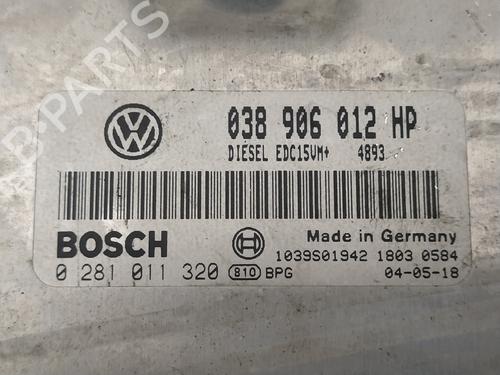 038 906 012 HP
DIESEL EDC15VM+ 4893
BOSCH
Made in Germany
1039S01942 1803 0584
0 281 011 320 810 BPG 04-05-18
B-PARTS